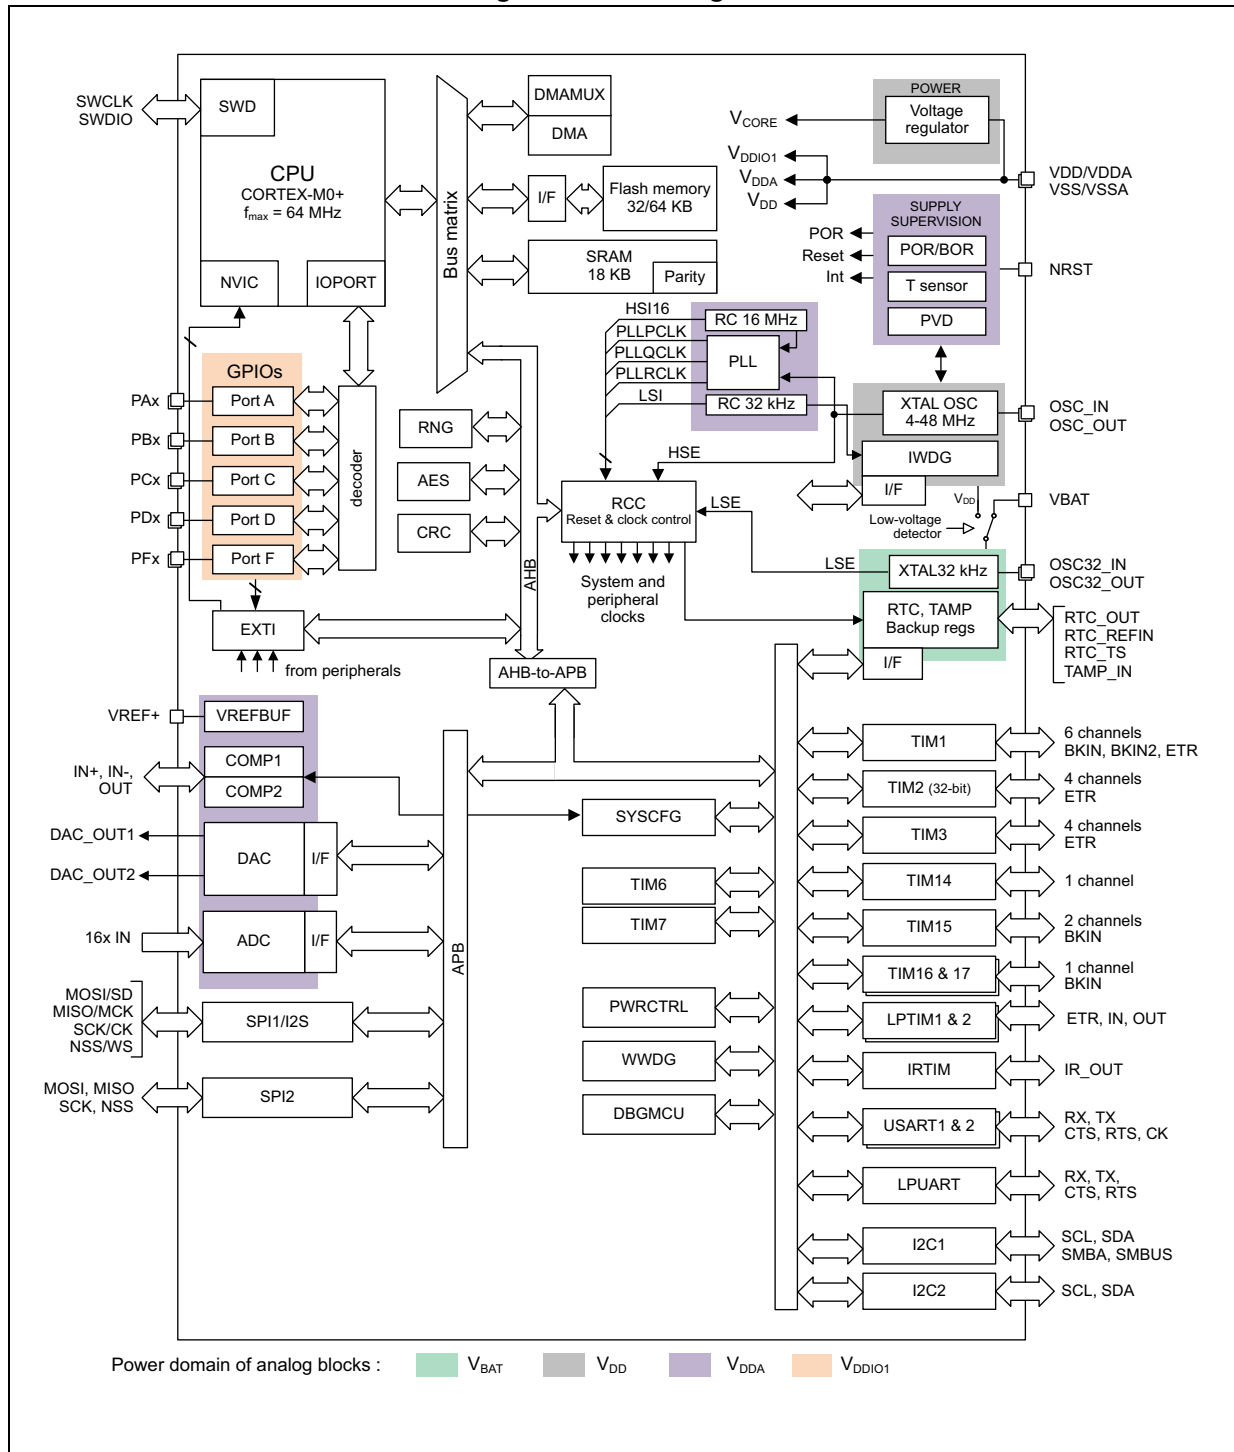 SWCLK
SWDIO
SWD
CPU
CORTEX-M0+
fmax = 64 MHz
NVIC
IOPORT
Bus matrix
DMAMUX
DMA
I/F
Flash memory
32/64 KB
SRAM
18 KB
Parity
POWER
Voltage
regulator
VCORE
VDDIO1
VDDA
VDD
VDD/VDDA
VSS/VSSA
SUPPLY
SUPERVISION
POR
Reset
Int
POR/BOR
T sensor
PVD
NRST
HSI16
PLLPCLK
PLLQCLK
PLLRCLK
LSI
RC 16 MHz
PLL
RC 32 kHz
HSE
XTAL OSC
4-48 MHz
OSC_IN
OSC_OUT
IWDG
I/F
VDD
VBAT
Low-voltage
detector
GPIOs
PAx
Port A
PBx
Port B
PCx
Port C
PDx
Port D
PFx
Port F
decoder
RNG
AES
CRC
AHB
RCC
Reset & clock control
LSE
System and
peripheral
clocks
LSE
XTAL32 kHz
OSC32_IN
OSC32_OUT
RTC, TAMP
Backup regs
I/F
RTC_OUT
RTC_REFIN
RTC_TS
TAMP_IN
EXTI
from peripherals
AHB-to-APB
VREF+
VREFBUF
IN+, IN-,
OUT
COMP1
COMP2
DAC_OUT1
DAC_OUT2
DAC
I/F
16x IN
ADC
I/F
APB
MOSI/SD
MISO/MCK
SCK/CK
NSS/WS
SPI1/I2S
MOSI, MISO
SCK, NSS
SPI2
SYSCFG
TIM6
TIM7
PWRCTRL
WWDG
DBGMCU
TIM1
6 channels
BKIN, BKIN2, ETR
TIM2 (32-bit)
4 channels
ETR
TIM3
4 channels
ETR
TIM14
1 channel
TIM15
2 channels
BKIN
TIM16 & 17
1 channel
BKIN
LPTIM1 & 2
ETR, IN, OUT
IRTIM
IR_OUT
USART1 & 2
RX, TX
CTS, RTS, CK
LPUART
RX, TX,
CTS, RTS
I2C1
SCL, SDA
SMBA, SMBUS
I2C2
SCL, SDA
Power domain of analog blocks : VBAT VDD VDDA VDDIO1